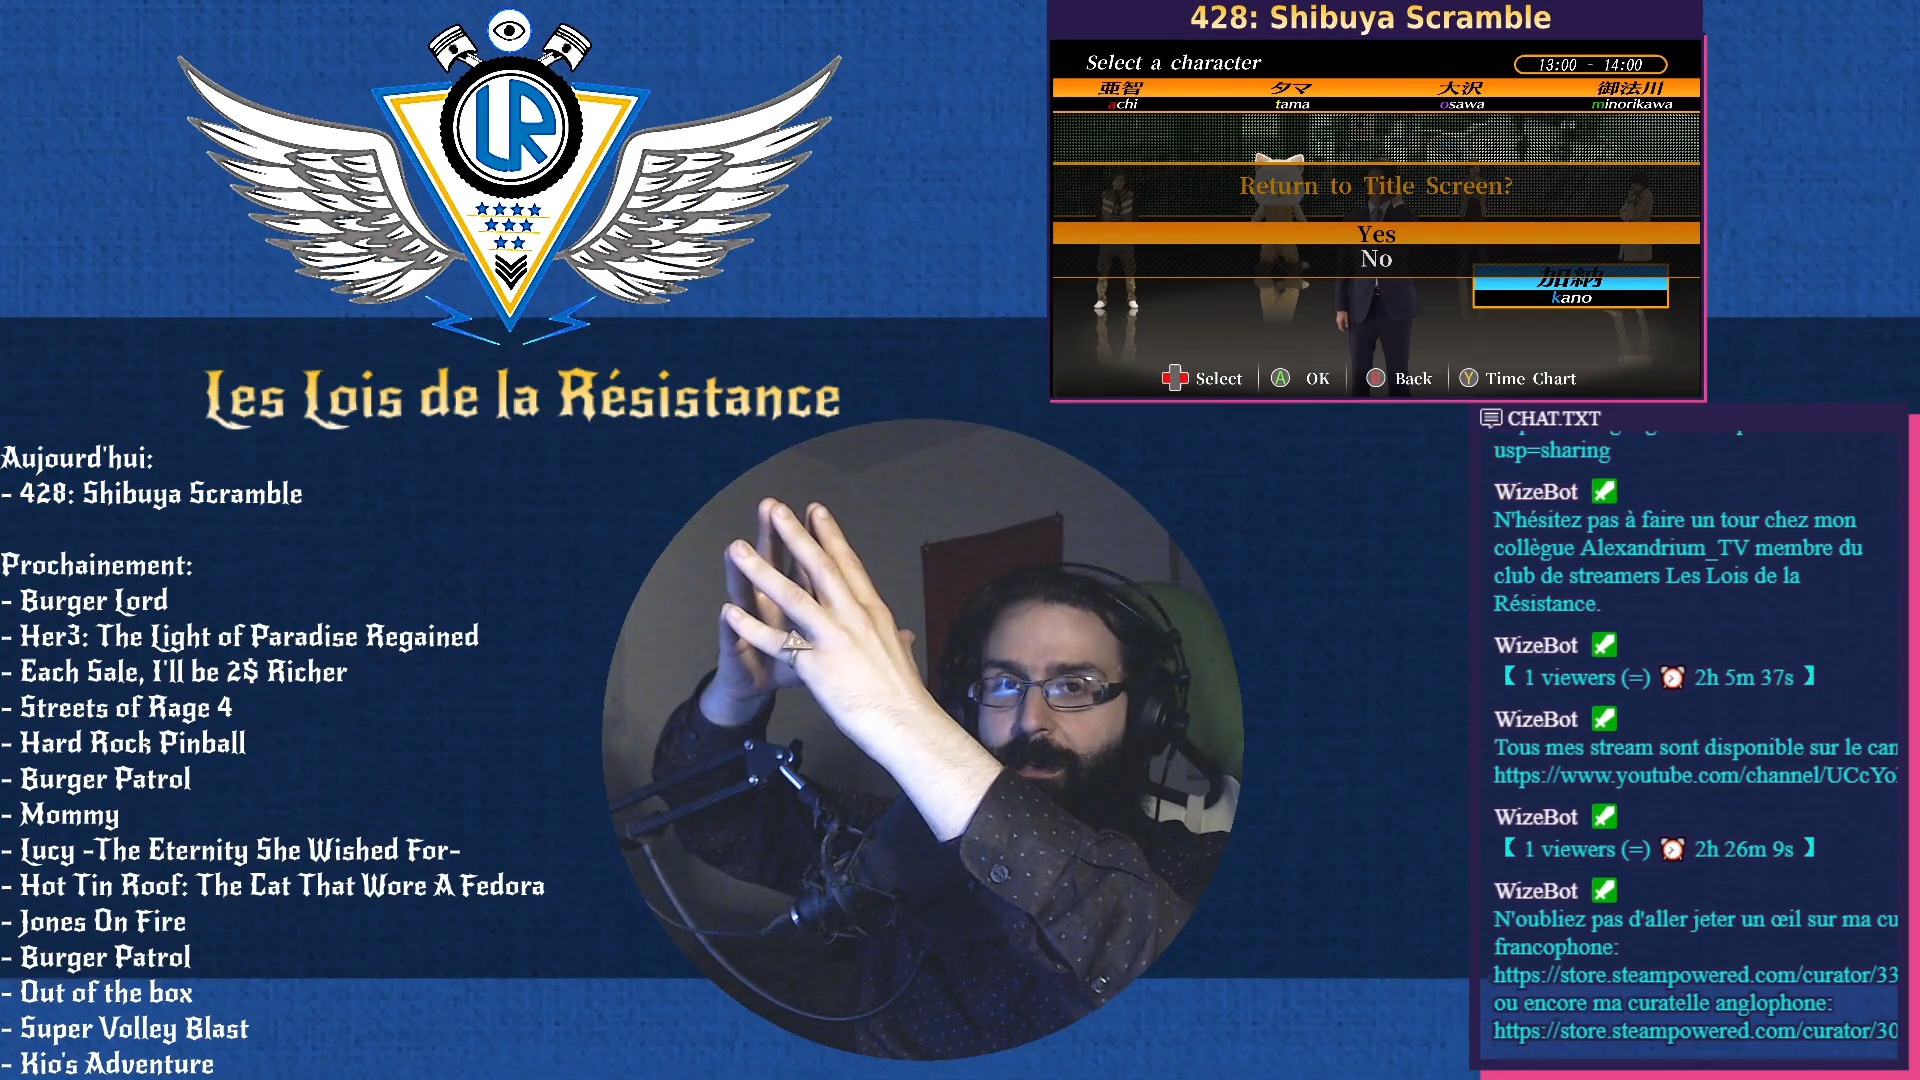 LR
Les Lois de la Résistance
Aujourd'hui:
- 428: Shibuya Scramble
Prochainement:
- Burger Lord
- Her3: The Light of Paradise Regained
- Each Sale, I'll be 2$ Richer
- Streets of Rage 4
- Hard Rock Pinball
- Burger Patrol
- Mommy
- Lucy -The Eternity She Wished For-
- Hot Tin Roof: The Cat That Wore A Fedora
- Jones On Fire
- Burger Patrol
- Out of the box
- Super Volley Blast
- Kio's Adventure
428: Shibuya Scramble
Select a character
13:00 - 14:00
亜智 タマ 大沢 御法川
achi tama osawa minorikawa
Return to Title Screen?
Yes
No
加納
kano
Select A OK B Back Y Time Chart
CHAT.TXT
usp=sharing
WizeBot
N'hésitez pas à faire un tour chez mon
collègue Alexandrium_TV membre du
club de streamers Les Lois de la
Résistance.
WizeBot
【 1 viewers (=) ⏰ 2h 5m 37s 】
WizeBot
Tous mes stream sont disponible sur le can
https://www.youtube.com/channel/UCcYo
WizeBot
【 1 viewers (=) ⏰ 2h 26m 9s 】
WizeBot
N'oubliez pas d'aller jeter un œil sur ma cu
francophone:
https://store.steampowered.com/curator/33
ou encore ma curatelle anglophone:
https://store.steampowered.com/curator/30